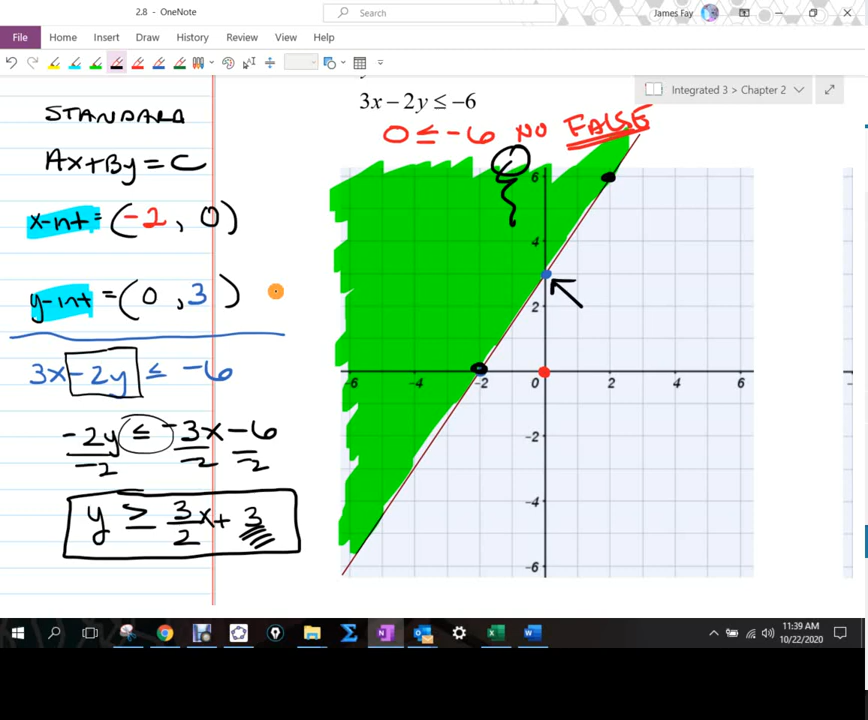 2.8 - OneNote
Search
James Fay
File Home Insert Draw History Review View Help
Integrated 3 > Chapter 2
3x − 2y ≤ −6
0 ≤ -6 NO FALSE
STANDARD
Ax+By=C
x-int=(-2, 0)
y-int=(0, 3)
3x-2y ≤ -6
-2y ≤ -3x-6
-2 -2 -2
y ≥ 3/2x+3
6
4
2
-6 -4 -2 0 2 4 6
-2
-4
-6
11:39 AM
10/22/2020